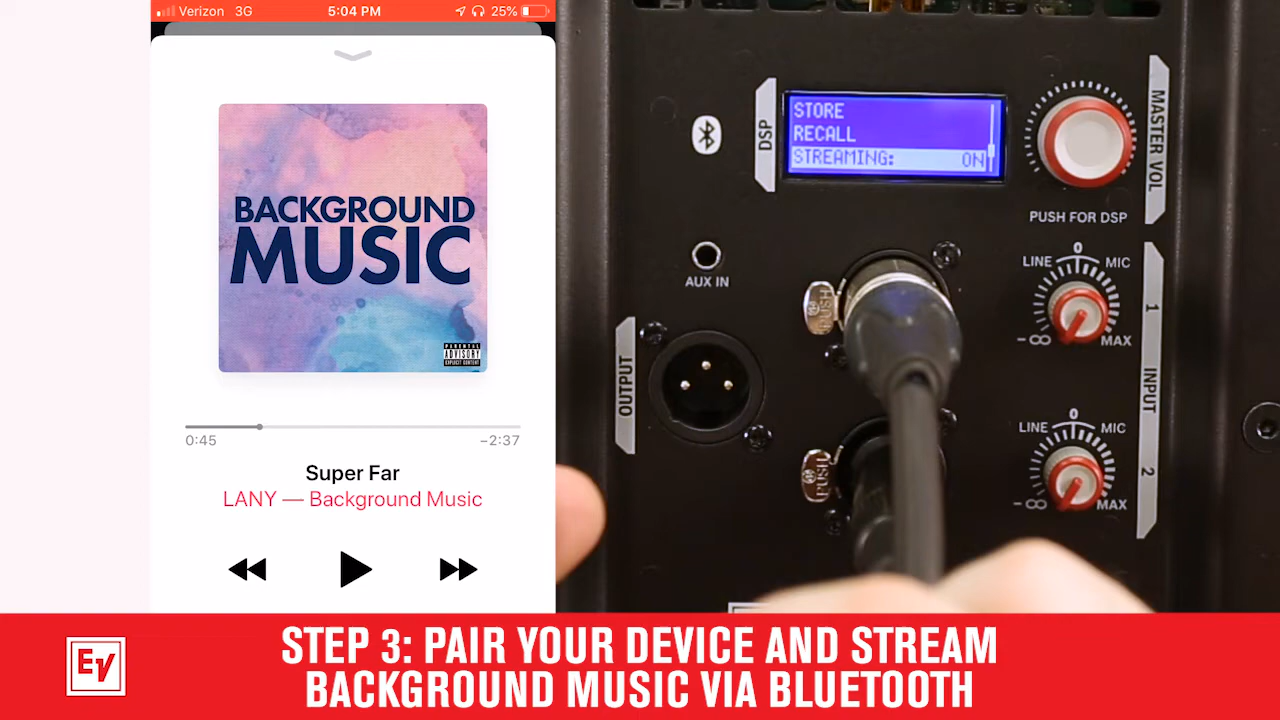 Verizon 3G 5:04 PM 25%
BACKGROUND
MUSIC
PARENTAL
ADVISORY
EXPLICIT CONTENT
0:45 −2:37
Super Far
LANY — Background Music
DSP
STORE
RECALL
STREAMING: ON
MASTER VOL
PUSH FOR DSP
AUX IN
PUSH
OUTPUT
LINE 0 MIC
−∞ MAX
1
INPUT
PUSH
LINE 0 MIC
−∞ MAX
2
EV
STEP 3: PAIR YOUR DEVICE AND STREAM
BACKGROUND MUSIC VIA BLUETOOTH